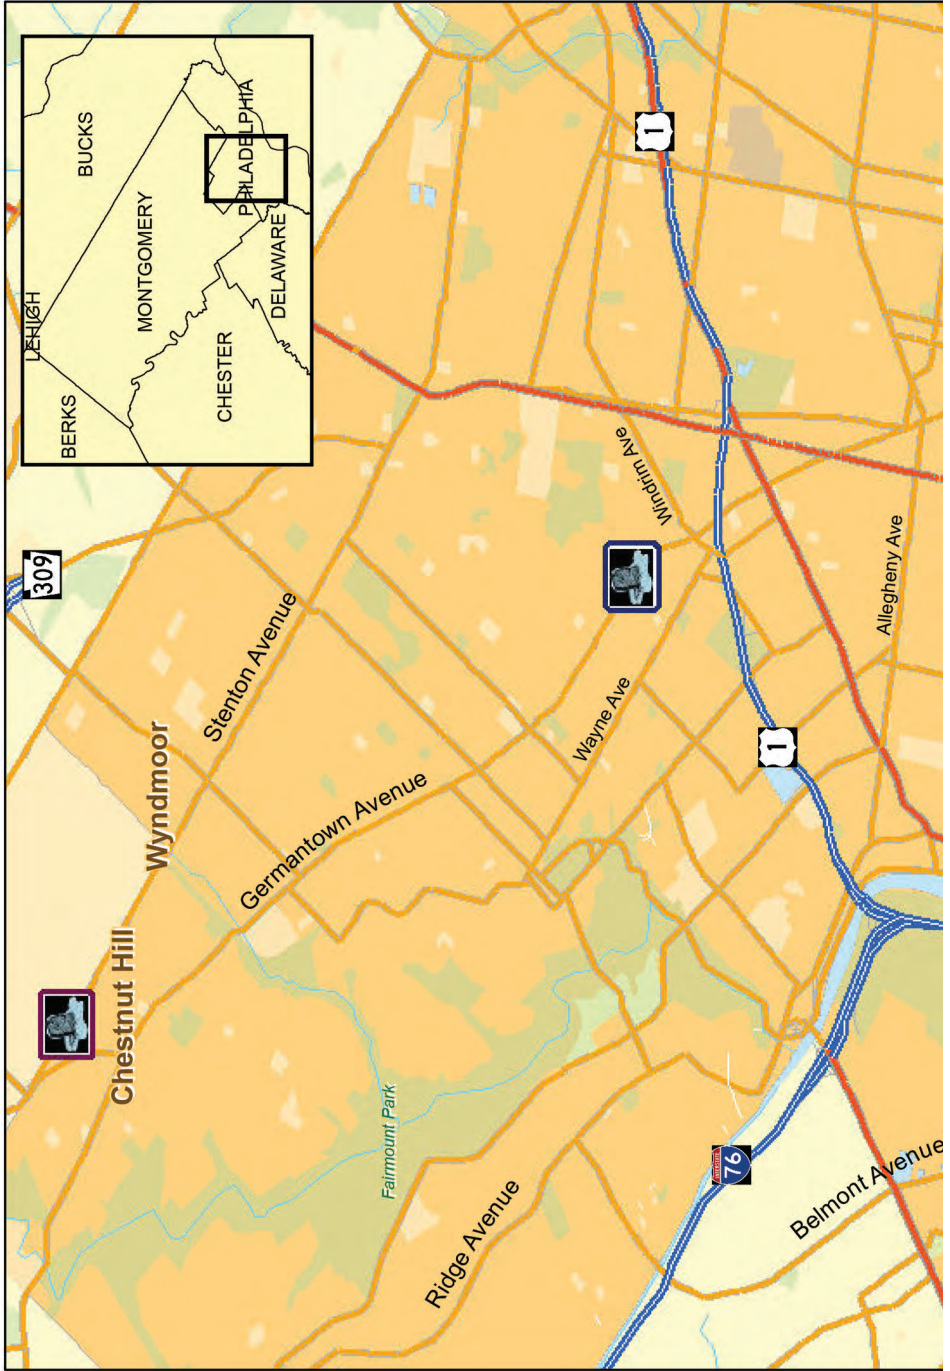 LEHIGH
BERKS
BUCKS
MONTGOMERY
PHILADELPHIA
CHESTER
DELAWARE
309
Chestnut Hill
Wyndmoor
Stenton Avenue
Germantown Avenue
Fairmount Park
Ridge Avenue
Wayne Ave
Windrim Ave
1
1
76
Belmont Avenue
Allegheny Ave